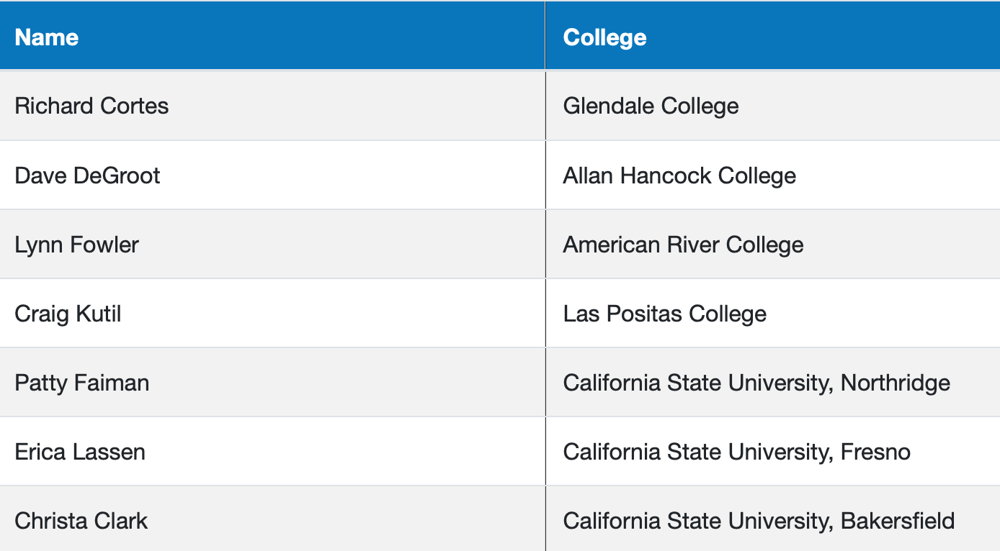 Name College
Richard Cortes Glendale College
Dave DeGroot Allan Hancock College
Lynn Fowler American River College
Craig Kutil Las Positas College
Patty Faiman California State University, Northridge
Erica Lassen California State University, Fresno
Christa Clark California State University, Bakersfield